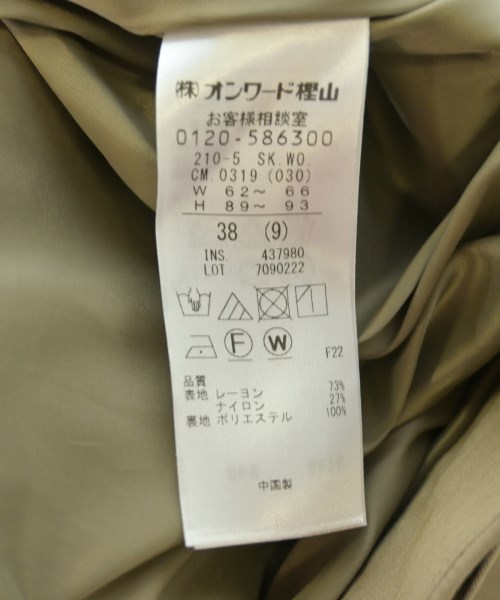 (株)オンワード樫山
お客様相談室
0120-586300
210-5 SK.WO.
CM.0319 (030)
W 62~ 66
H 89~ 93
38 (9)
INS. 437980
LOT 7090222
F W
F22
品質
表地 レーヨン 73%
ナイロン 27%
裏地 ポリエステル 100%
中国製